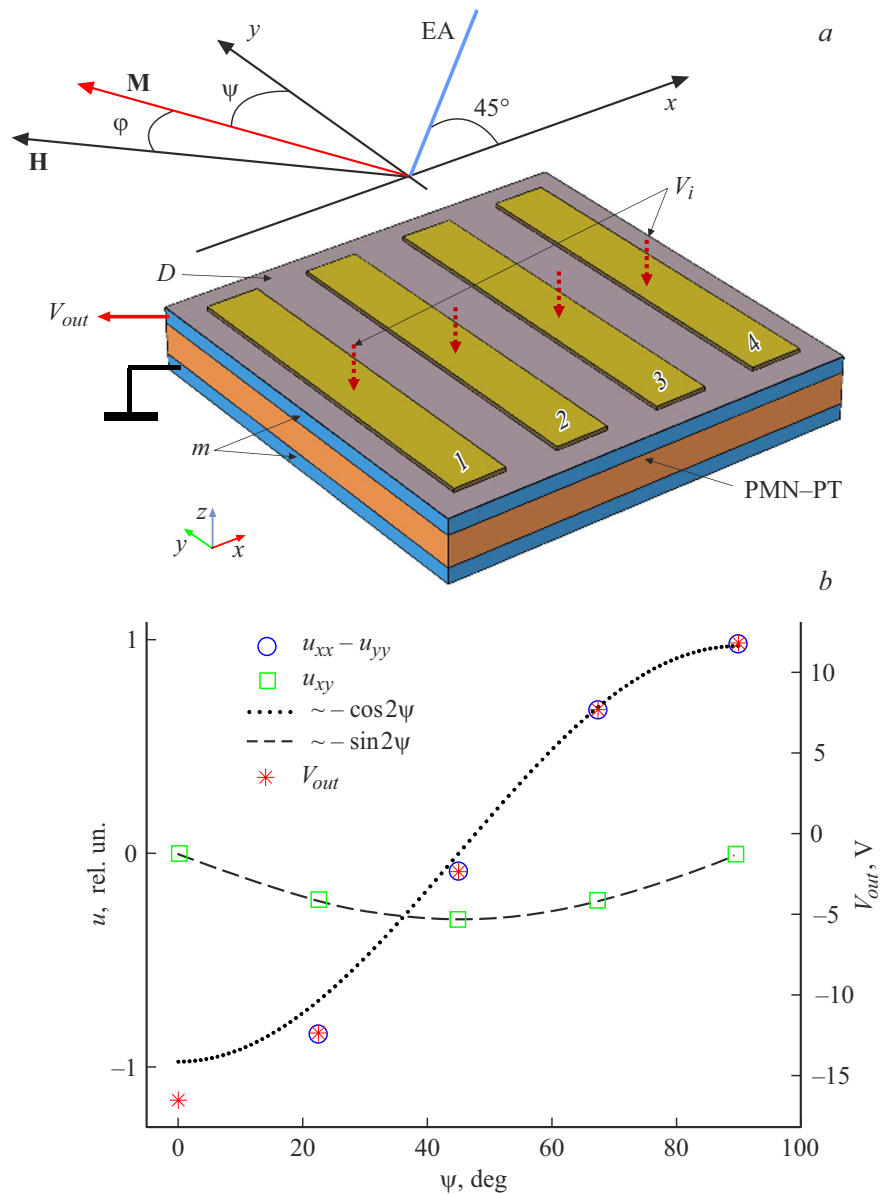 a
EA
y
M
ψ
45°
x
φ
H
V_i
D
V_out
4
3
2
m
1
PMN–PT
z
y
x
b
u_xx – u_yy
u_xy
~ – cos2ψ
~ – sin2ψ
V_out
1
0
–1
u, rel. un.
10
5
0
–5
–10
–15
V_out, V
0 20 40 60 80 100
ψ, deg